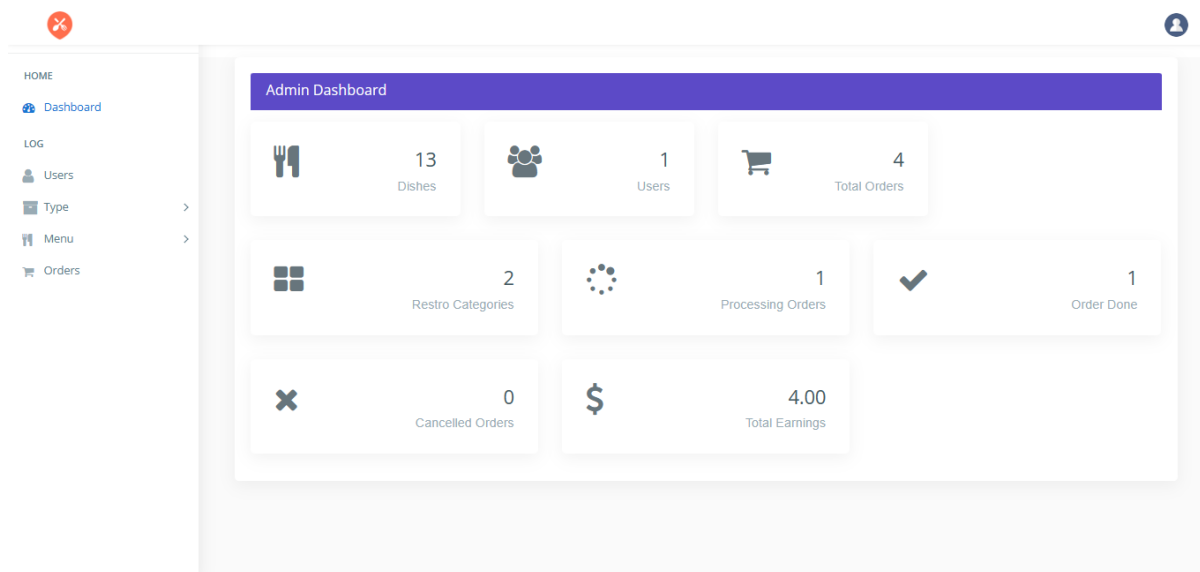 HOME
Dashboard
LOG
Users
Type
Menu
Orders
Admin Dashboard
13
Dishes
1
Users
4
Total Orders
2
Restro Categories
1
Processing Orders
1
Order Done
0
Cancelled Orders
4.00
Total Earnings